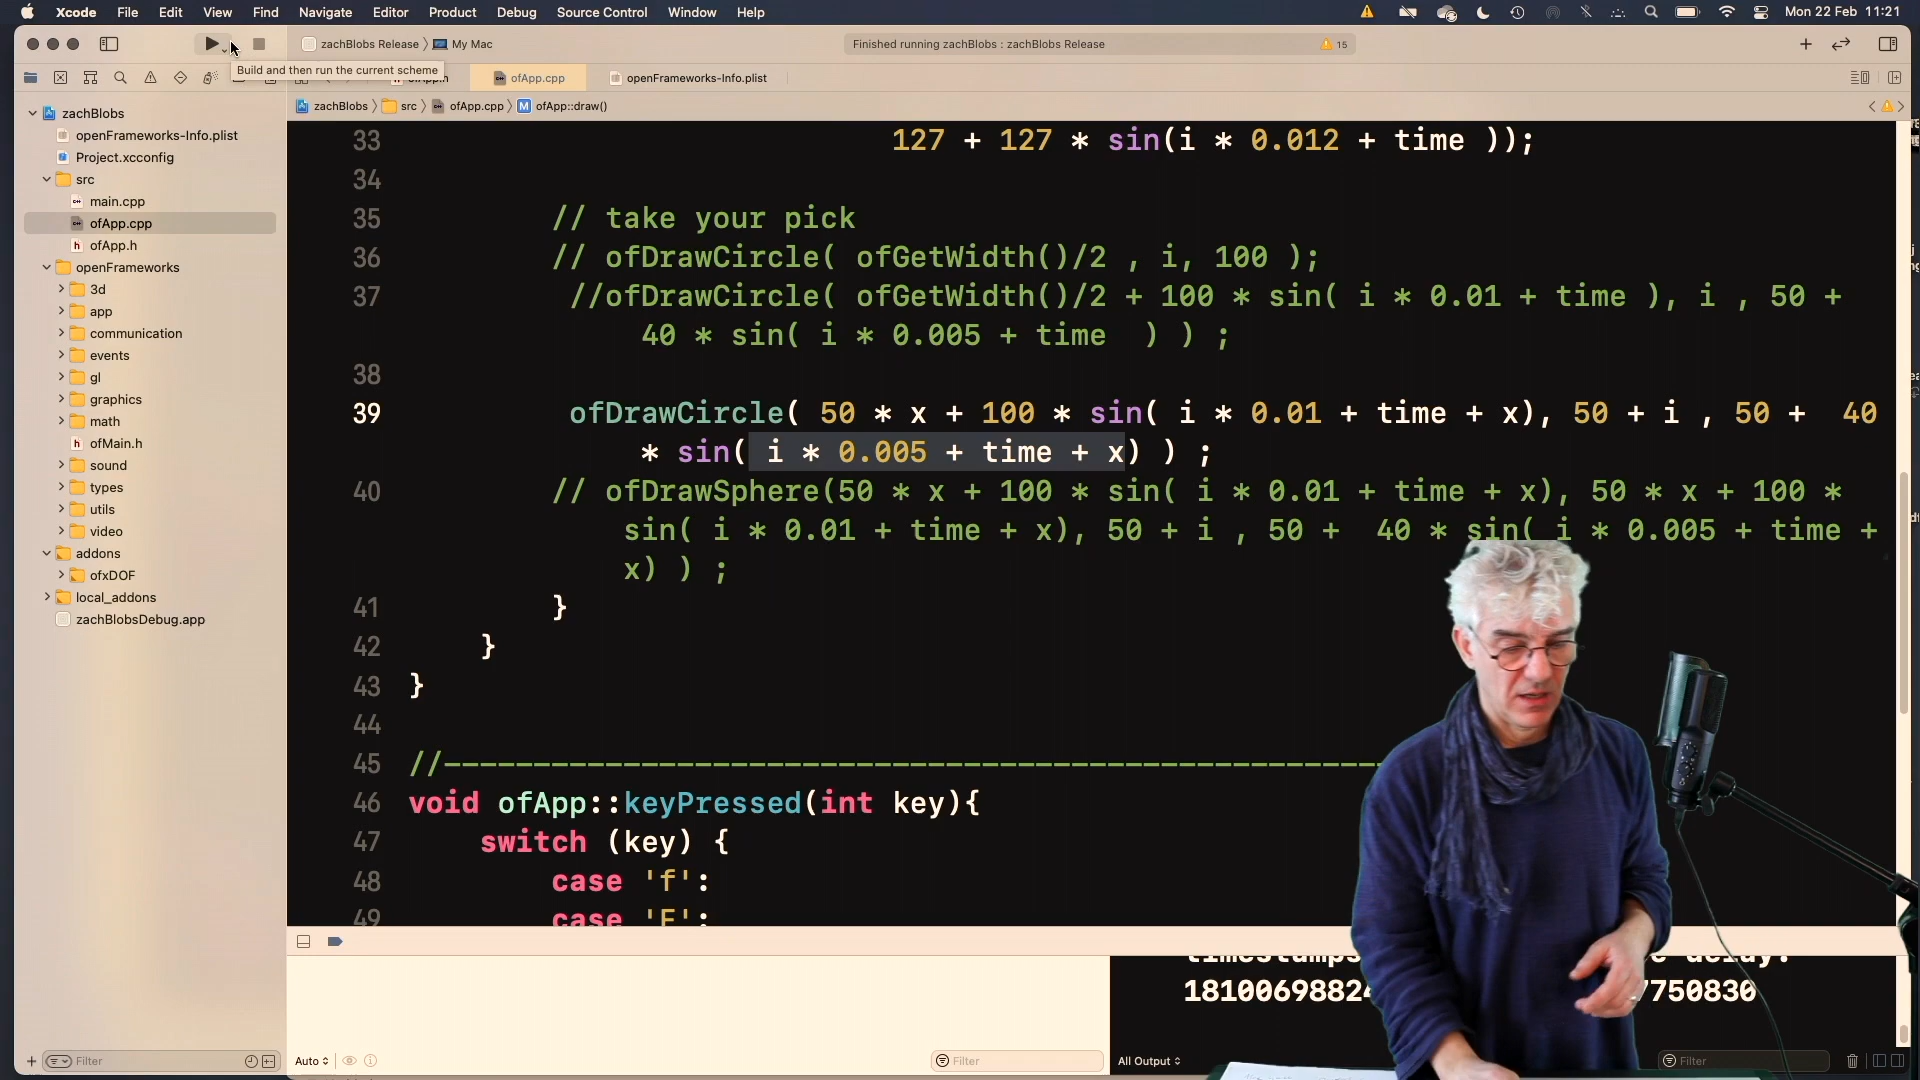 Xcode File Edit View Find Navigate Editor Product Debug Source Control Window Help Mon 22 Feb 11:21
zachBlobs Release My Mac Finished running zachBlobs : zachBlobs Release 15
Build and then run the current scheme
ofApp.cpp openFrameworks-Info.plist
zachBlobs src ofApp.cpp M ofApp::draw()
zachBlobs
openFrameworks-Info.plist
Project.xcconfig
src
main.cpp
ofApp.cpp
h ofApp.h
openFrameworks
3d
app
communication
events
gl
graphics
math
h ofMain.h
sound
types
utils
video
addons
ofxDOF
local_addons
zachBlobsDebug.app
Filter
33 127 + 127 * sin(i * 0.012 + time ));
34
35 // take your pick
36 // ofDrawCircle( ofGetWidth()/2 , i, 100 );
37 //ofDrawCircle( ofGetWidth()/2 + 100 * sin( i * 0.01 + time ), i , 50 +
40 * sin( i * 0.005 + time ) ) ;
38
39 ofDrawCircle( 50 * x + 100 * sin( i * 0.01 + time + x), 50 + i , 50 + 40
* sin( i * 0.005 + time + x) ) ;
40 // ofDrawSphere(50 * x + 100 * sin( i * 0.01 + time + x), 50 * x + 100 *
sin( i * 0.01 + time + x), 50 + i , 50 + 40 * sin( i * 0.005 + time +
x) ) ;
41 }
42 }
43 }
44
45 //--------------------------------------------------------------
46 void ofApp::keyPressed(int key){
47 switch (key) {
48 case 'f':
49 case 'F':
delay:
7750830
Auto Filter All Output Filter